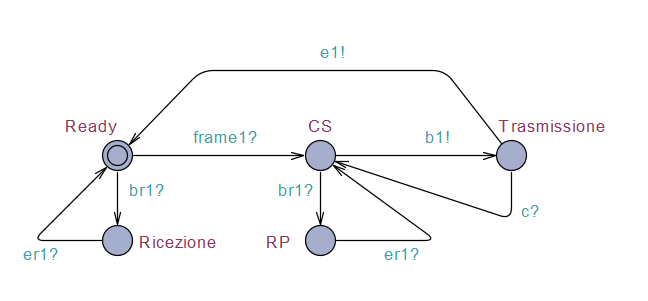 e1!
Ready
frame1?
CS
b1!
Trasmissione
br1?
br1?
c?
er1?
Ricezione
RP
er1?